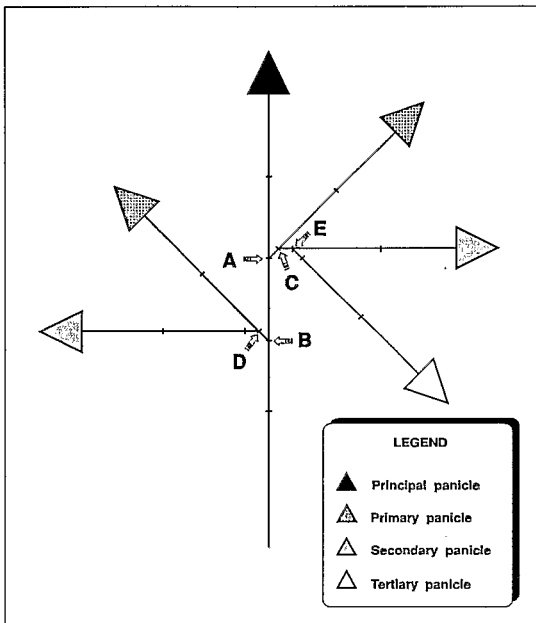 E
A
C
B
D
LEGEND
Principal panicle
Primary panicle
Secondary panicle
Tertiary panicle